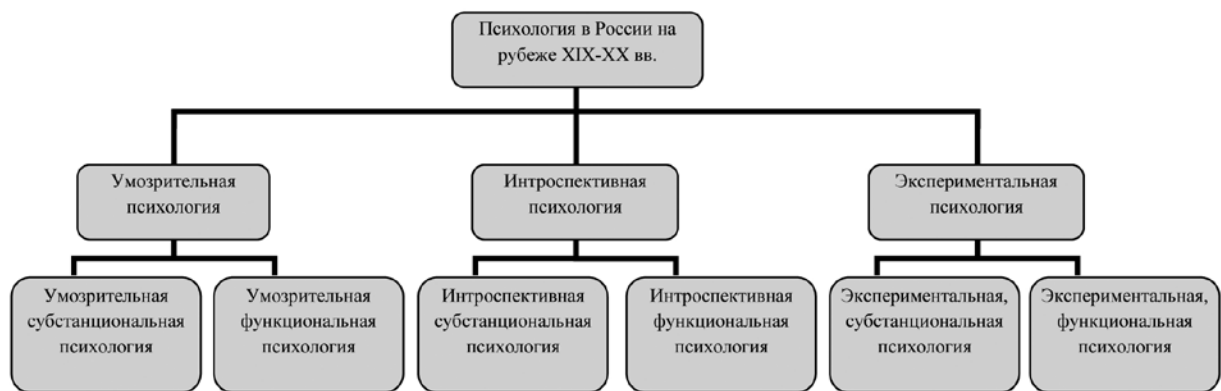 Психология в России на
рубеже XIX-XX вв.
Умозрительная
психология
Интроспективная
психология
Экспериментальная
психология
Умозрительная
субстанциональная
психология
Умозрительная
функциональная
психология
Интроспективная
субстанциональная
психология
Интроспективная
функциональная
психология
Экспериментальная,
субстанциональная
психология
Экспериментальная,
функциональная
психология